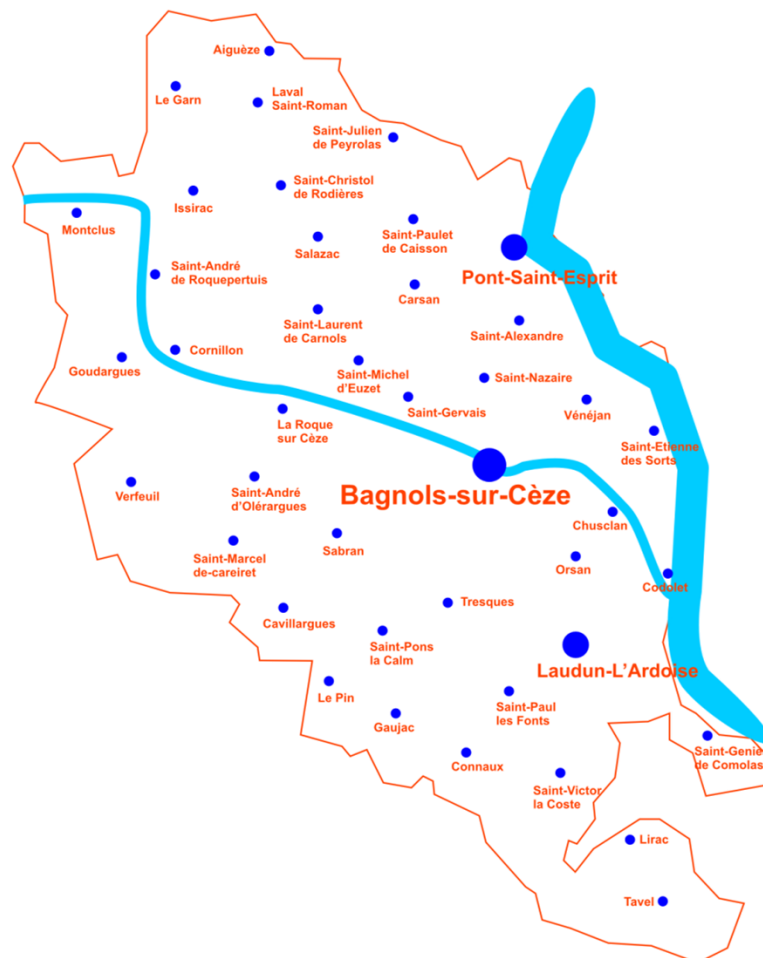 Aiguèze
Le Garn
Laval
Saint-Roman
Saint-Julien
de Peyrolas
Saint-Christol
de Rodières
Issirac
Montclus
Saint-Paulet
de Caisson
Salazac
Pont-Saint-Esprit
Saint-André
de Roquepertuis
Carsan
Saint-Laurent
de Carnols
Saint-Alexandre
Cornillon
Goudargues
Saint-Michel
d'Euzet
Saint-Nazaire
Saint-Gervais
Vénéjan
La Roque
sur Cèze
Saint-Etienne
des Sorts
Bagnols-sur-Cèze
Verfeuil
Saint-André
d'Olérargues
Chusclan
Sabran
Saint-Marcel
de-careiret
Orsan
Codolet
Tresques
Cavillargues
Saint-Pons
la Calm
Laudun-L'Ardoise
Le Pin
Saint-Paul
les Fonts
Gaujac
Saint-Genie
de Comolas
Connaux
Saint-Victor
la Coste
Lirac
Tavel